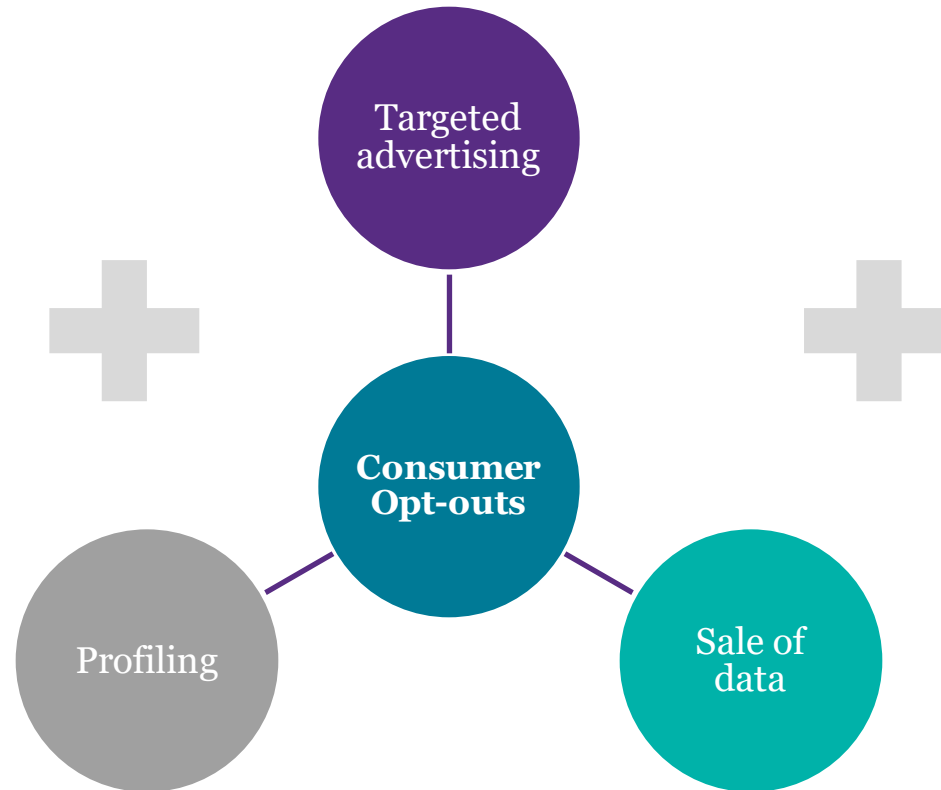 Targeted
advertising
Consumer
Opt-outs
Profiling
Sale of
data